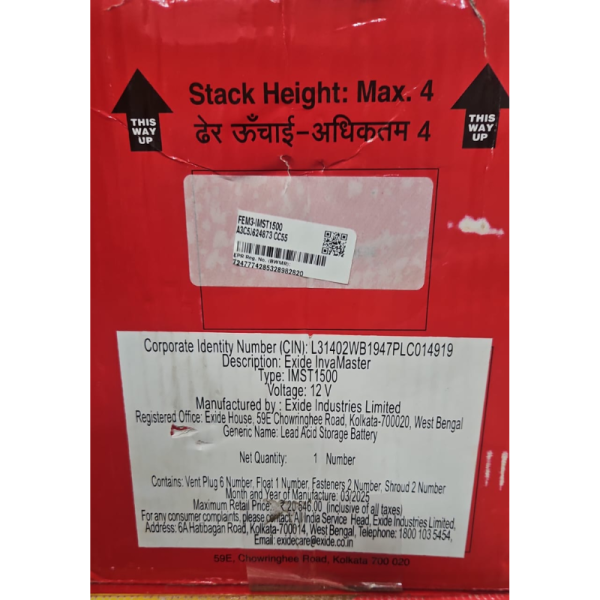 Stack Height: Max. 4
ढेर ऊँचाई-अधिकतम 4
THIS
WAY
UP
THIS
WAY
UP
FEM3-IMST1500
A3C5I624673 CC55
EPR Reg. No. (BWMR):
7247774285328982820
Corporate Identity Number (CIN): L31402WB1947PLC014919
Description: Exide InvaMaster
Type: IMST1500
Voltage: 12 V
Manufactured by : Exide Industries Limited
Registered Office: Exide House, 59E Chowringhee Road, Kolkata-700020, West Bengal
Generic Name: Lead Acid Storage Battery
Net Quantity: 1 Number
Contains: Vent Plug 6 Number, Float 1 Number, Fasteners 2 Number, Shroud 2 Number
Month and Year of Manufacture: 03/2025
Maximum Retail Price: ₹20,646.00 (inclusive of all taxes)
For any consumer complaints, please contact: All India Service Head, Exide Industries Limited,
Address: 6A Hatibagan Road, Kolkata-700014, West Bengal, Telephone: 1800 103 5454,
Email: exidecare@exide.co.in
59E, Chowringhee Road, Kolkata 700 020